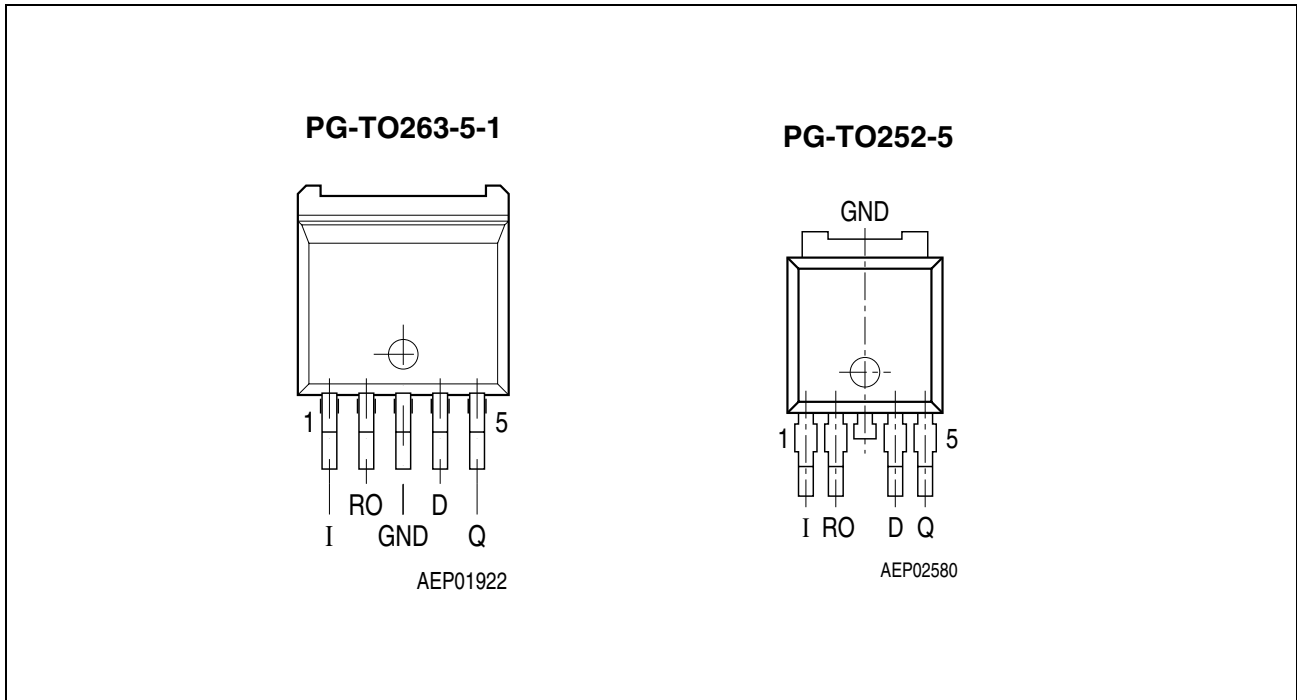 PG-TO263-5-1
1 5
RO D
I GND Q
AEP01922
PG-TO252-5
GND
1 5
I RO D Q
AEP02580